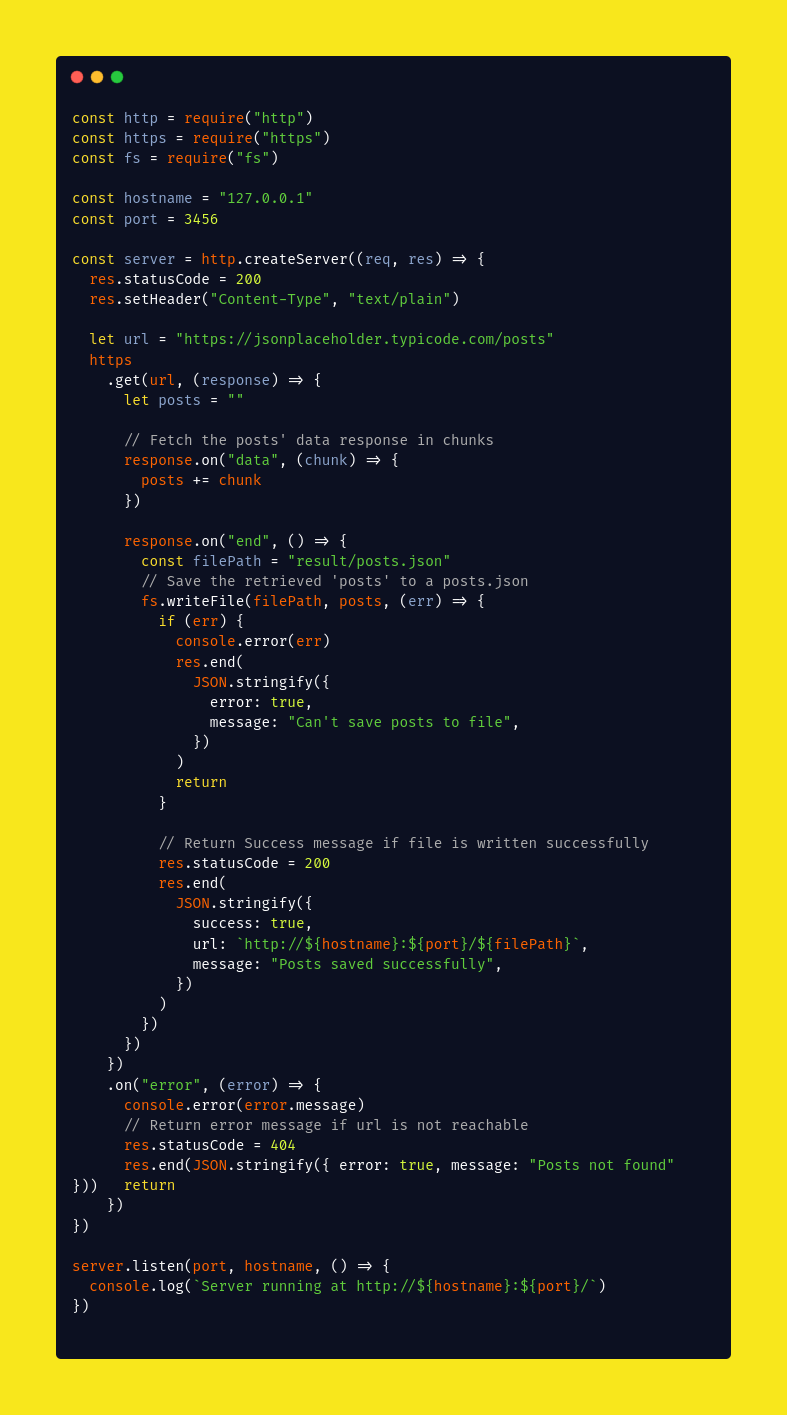 const http = require("http")
const https = require("https")
const fs = require("fs")

const hostname = "127.0.0.1"
const port = 3456

const server = http.createServer((req, res) => {
  res.statusCode = 200
  res.setHeader("Content-Type", "text/plain")

  let url = "https://jsonplaceholder.typicode.com/posts"
  https
    .get(url, (response) => {
      let posts = ""

      // Fetch the posts' data response in chunks
      response.on("data", (chunk) => {
        posts += chunk
      })

      response.on("end", () => {
        const filePath = "result/posts.json"
        // Save the retrieved 'posts' to a posts.json
        fs.writeFile(filePath, posts, (err) => {
          if (err) {
            console.error(err)
            res.end(
              JSON.stringify({
                error: true,
                message: "Can't save posts to file",
              })
            )
            return
          }

          // Return Success message if file is written successfully
          res.statusCode = 200
          res.end(
            JSON.stringify({
              success: true,
              url: `http://${hostname}:${port}/${filePath}`,
              message: "Posts saved successfully",
            })
          )
        })
      })
    })
    .on("error", (error) => {
      console.error(error.message)
      // Return error message if url is not reachable
      res.statusCode = 404
      res.end(JSON.stringify({ error: true, message: "Posts not found"
}))   return
    })
})

server.listen(port, hostname, () => {
  console.log(`Server running at http://${hostname}:${port}/`)
})